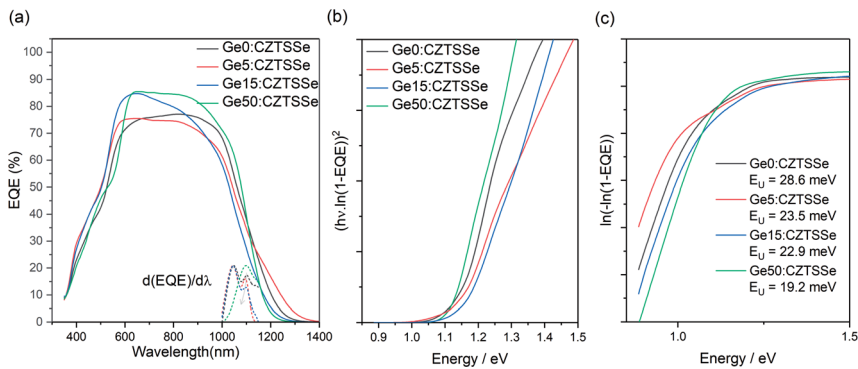 (a)
EQE (%)
100
90
80
70
60
50
40
30
20
10
0
Ge0:CZTSSe
Ge5:CZTSSe
Ge15:CZTSSe
Ge50:CZTSSe
d(EQE)/dλ
400 600 800 1000 1200 1400
Wavelength(nm)
(b)
(hν.ln(1-EQE))²
Ge0:CZTSSe
Ge5:CZTSSe
Ge15:CZTSSe
Ge50:CZTSSe
0.9 1.0 1.1 1.2 1.3 1.4 1.5
Energy / eV
(c)
ln(-ln(1-EQE))
Ge0:CZTSSe
EU = 28.6 meV
Ge5:CZTSSe
EU = 23.5 meV
Ge15:CZTSSe
EU = 22.9 meV
Ge50:CZTSSe
EU = 19.2 meV
1.0 1.5
Energy / eV